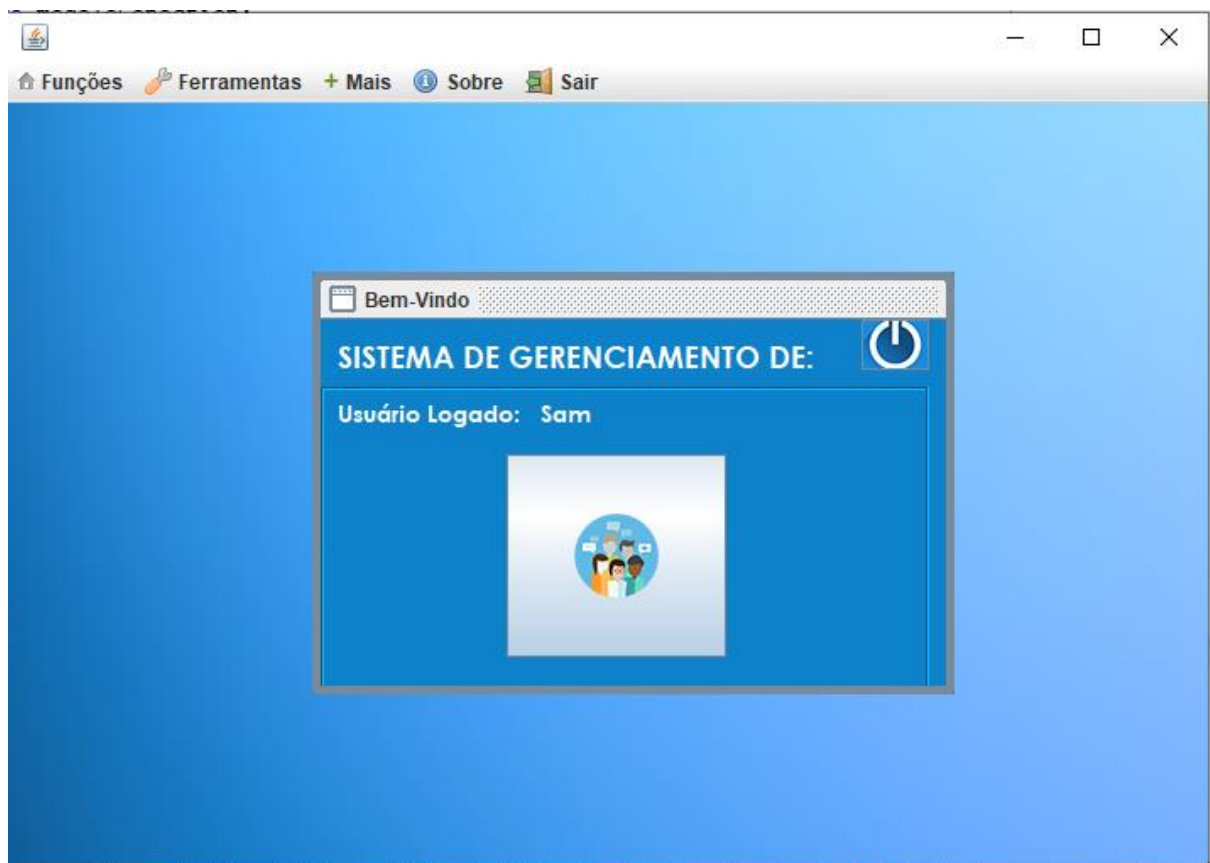 Funções Ferramentas + Mais Sobre Sair
Bem-Vindo
SISTEMA DE GERENCIAMENTO DE:
Usuário Logado: Sam